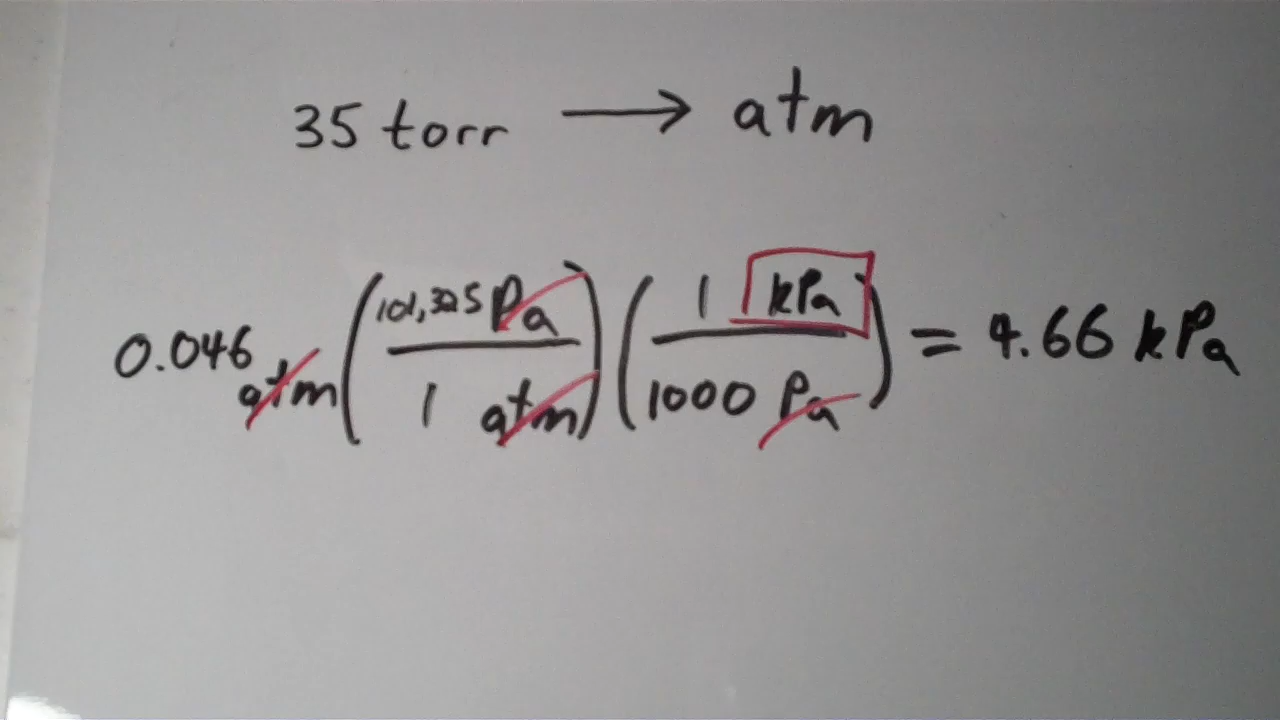 35 torr → atm
0.046 atm (101,325 Pa / 1 atm) (1 kPa / 1000 Pa) = 4.66 kPa